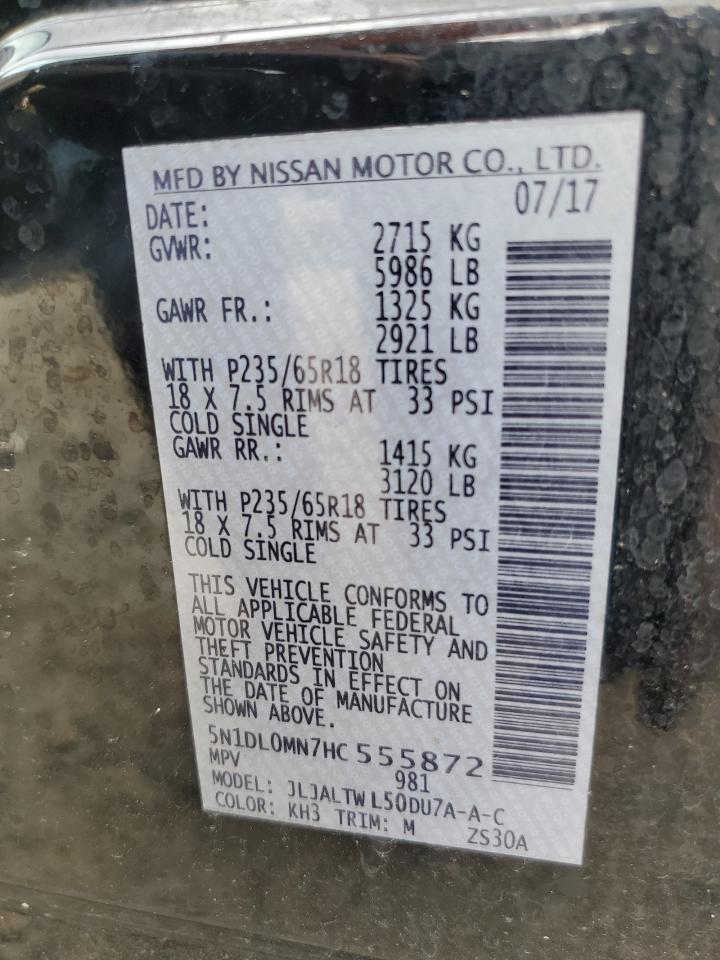 MFD BY NISSAN MOTOR CO., LTD.
DATE: 07/17
GVWR: 2715 KG
5986 LB
GAWR FR.: 1325 KG
2921 LB
WITH P235/65R18 TIRES
18 X 7.5 RIMS AT 33 PSI
COLD SINGLE
GAWR RR.: 1415 KG
3120 LB
WITH P235/65R18 TIRES
18 X 7.5 RIMS AT 33 PSI
COLD SINGLE
THIS VEHICLE CONFORMS TO
ALL APPLICABLE FEDERAL
MOTOR VEHICLE SAFETY AND
THEFT PREVENTION
STANDARDS IN EFFECT ON
THE DATE OF MANUFACTURE
SHOWN ABOVE.
5N1DL0MN7HC 555872
MPV 981
MODEL: JLJALTWL50DU7A-A-C
COLOR: KH3 TRIM: M ZS30A